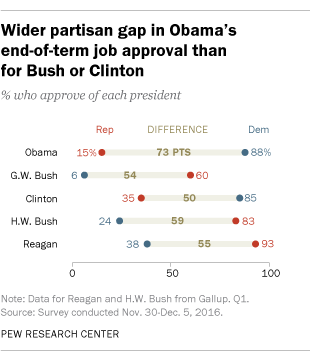 Wider partisan gap in Obama's
end-of-term job approval than
for Bush or Clinton
% who approve of each president
Rep DIFFERENCE Dem
Obama 15% 73 PTS 88%
G.W. Bush 6 54 60
Clinton 35 50 85
H.W. Bush 24 59 83
Reagan 38 55 93
0 50 100
Note: Data for Reagan and H.W. Bush from Gallup. Q1.
Source: Survey conducted Nov. 30-Dec. 5, 2016.
PEW RESEARCH CENTER